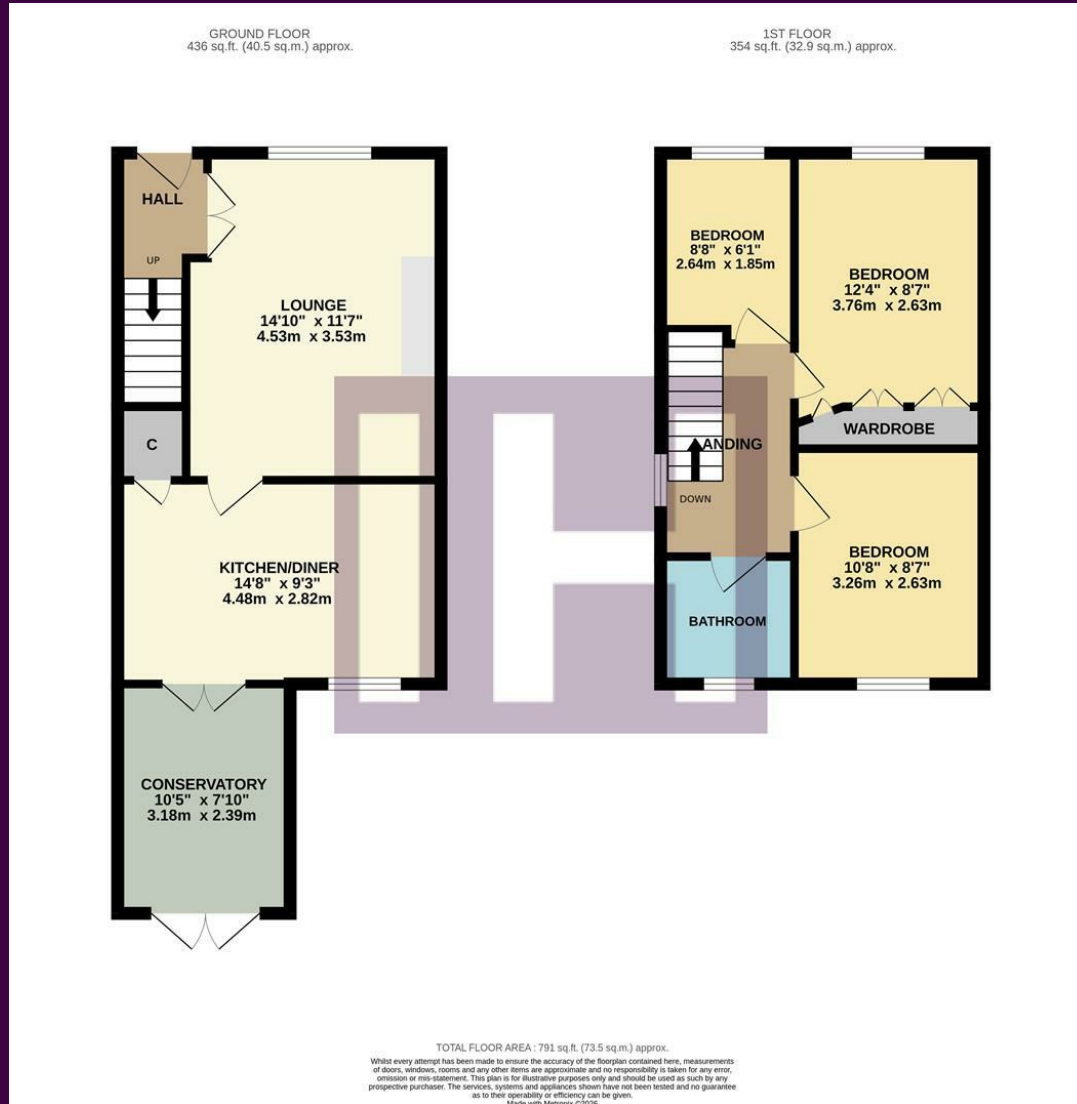 GROUND FLOOR
436 sq.ft. (40.5 sq.m.) approx.
HALL
UP
LOUNGE
14'10" x 11'7"
4.53m x 3.53m
C
KITCHEN/DINER
14'8" x 9'3"
4.48m x 2.82m
CONSERVATORY
10'5" x 7'10"
3.18m x 2.39m
1ST FLOOR
354 sq.ft. (32.9 sq.m.) approx.
BEDROOM
8'8" x 6'1"
2.64m x 1.85m
BEDROOM
12'4" x 8'7"
3.76m x 2.63m
WARDROBE
ANDING
DOWN
BEDROOM
10'8" x 8'7"
3.26m x 2.63m
BATHROOM
TOTAL FLOOR AREA : 791 sq.ft. (73.5 sq.m.) approx.
Whilst every attempt has been made to ensure the accuracy of the floorplan contained here, measurements
of doors, windows, rooms and any other items are approximate and no responsibility is taken for any error,
omission or mis-statement. This plan is for illustrative purposes only and should be used as such by any
prospective purchaser. The services, systems and appliances shown have not been tested and no guarantee
as to their operability or efficiency can be given.
Made with Metropix ©2026